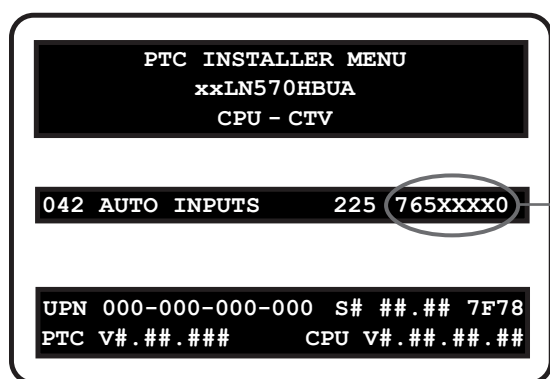 PTC INSTALLER MENU
xxLN570HBUA
CPU – CTV
042 AUTO INPUTS 225 765XXXX0
UPN 000-000-000-000 S# ##.## 7F78
PTC V#.##.### CPU V#.##.##.##